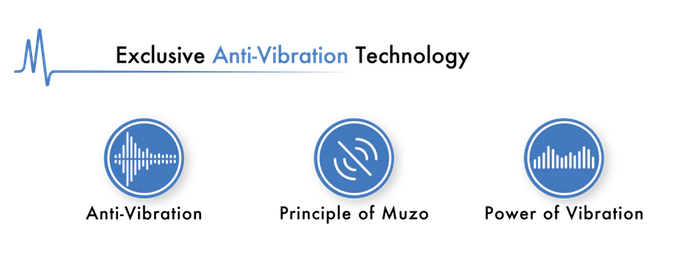 Exclusive Anti-Vibration Technology
Anti-Vibration
Principle of Muzo
Power of Vibration